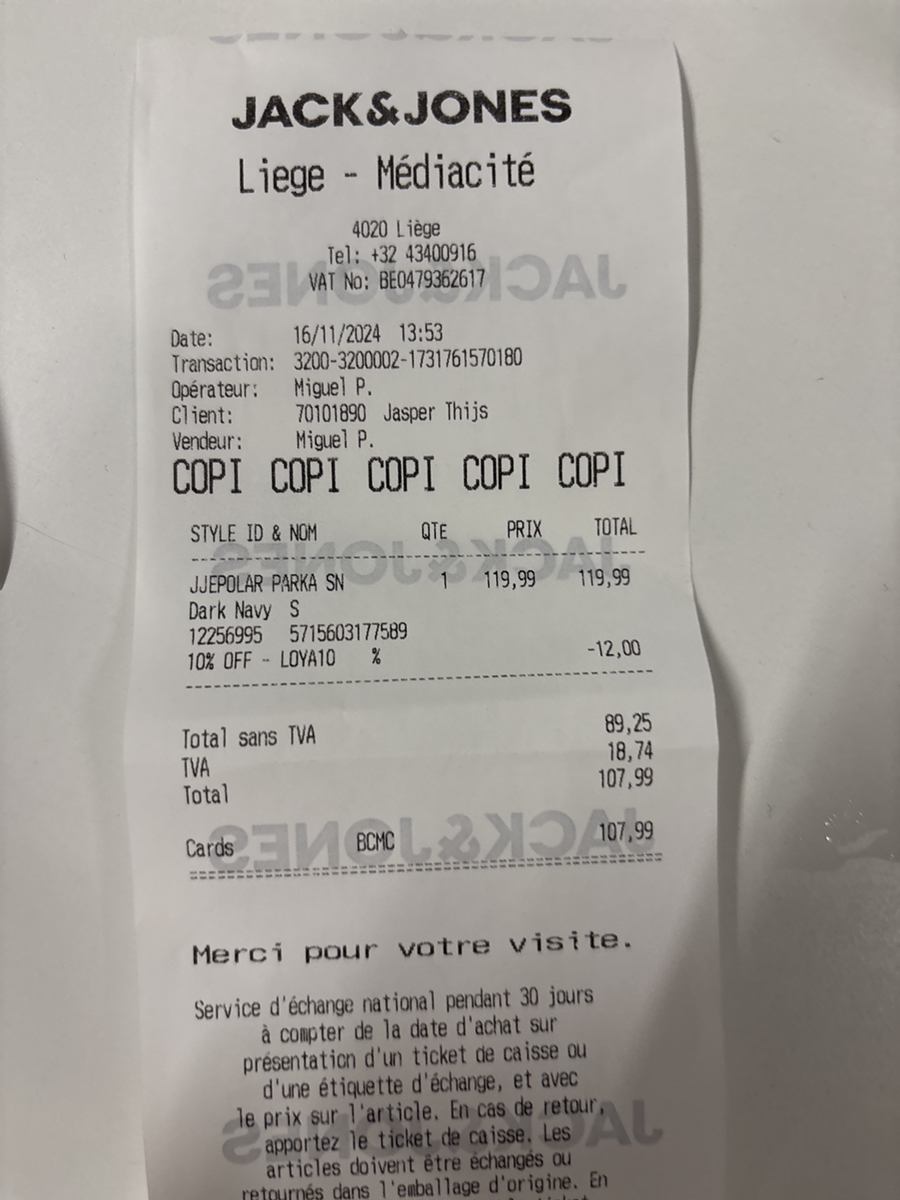 JACK&JONES
Liege - Médiacité
4020 Liège
Tel: +32 43400916
VAT No: BE0479362617
Date: 16/11/2024 13:53
Transaction: 3200-3200002-1731761570180
Opérateur: Miguel P.
Client: 70101890 Jasper Thijs
Vendeur: Miguel P.
COPI COPI COPI COPI COPI
STYLE ID & NOM QTE PRIX TOTAL
JJEPOLAR PARKA SN 1 119,99 119,99
Dark Navy S
12256995 5715603177589
10% OFF - LOYA10 % -12,00
Total sans TVA 89,25
TVA 18,74
Total 107,99
Cards BCMC 107,99
Merci pour votre visite.
Service d'échange national pendant 30 jours
à compter de la date d'achat sur
présentation d'un ticket de caisse ou
d'une étiquette d'échange, et avec
le prix sur l'article. En cas de retour,
apportez le ticket de caisse. Les
articles doivent être échangés ou
retournés dans l'emballage d'origine. En